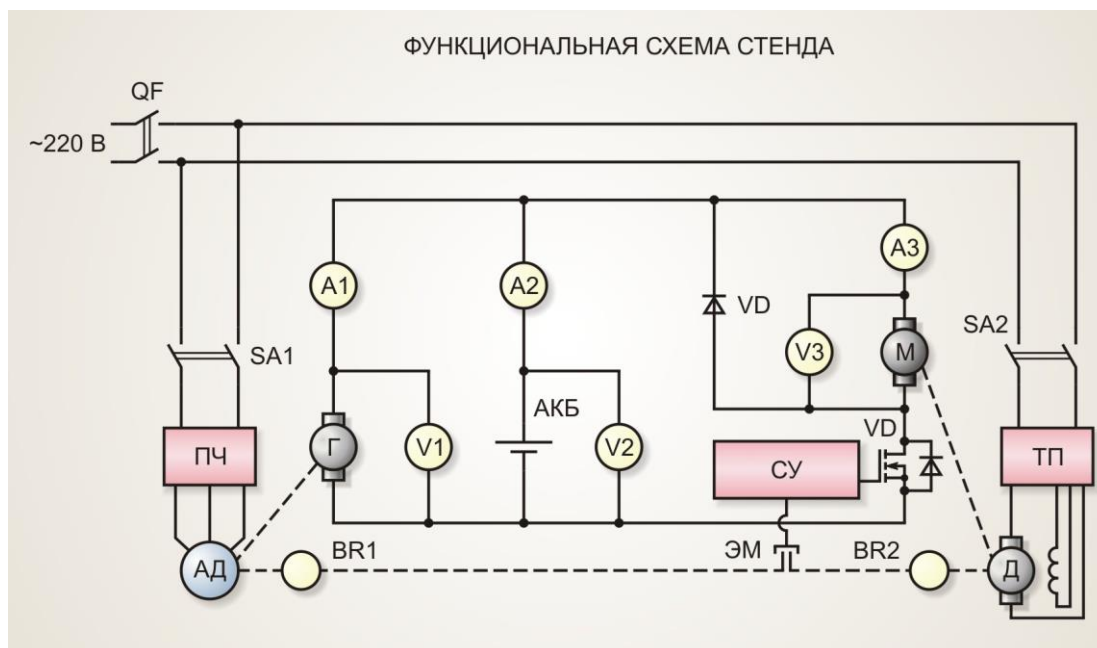 ФУНКЦИОНАЛЬНАЯ СХЕМА СТЕНДА
QF
~220 В
A1
A2
A3
VD
V3
М
SA1
SA2
АКБ
VD
ПЧ
Г
V1
V2
СУ
ТП
АД
BR1
ЭМ
BR2
Д